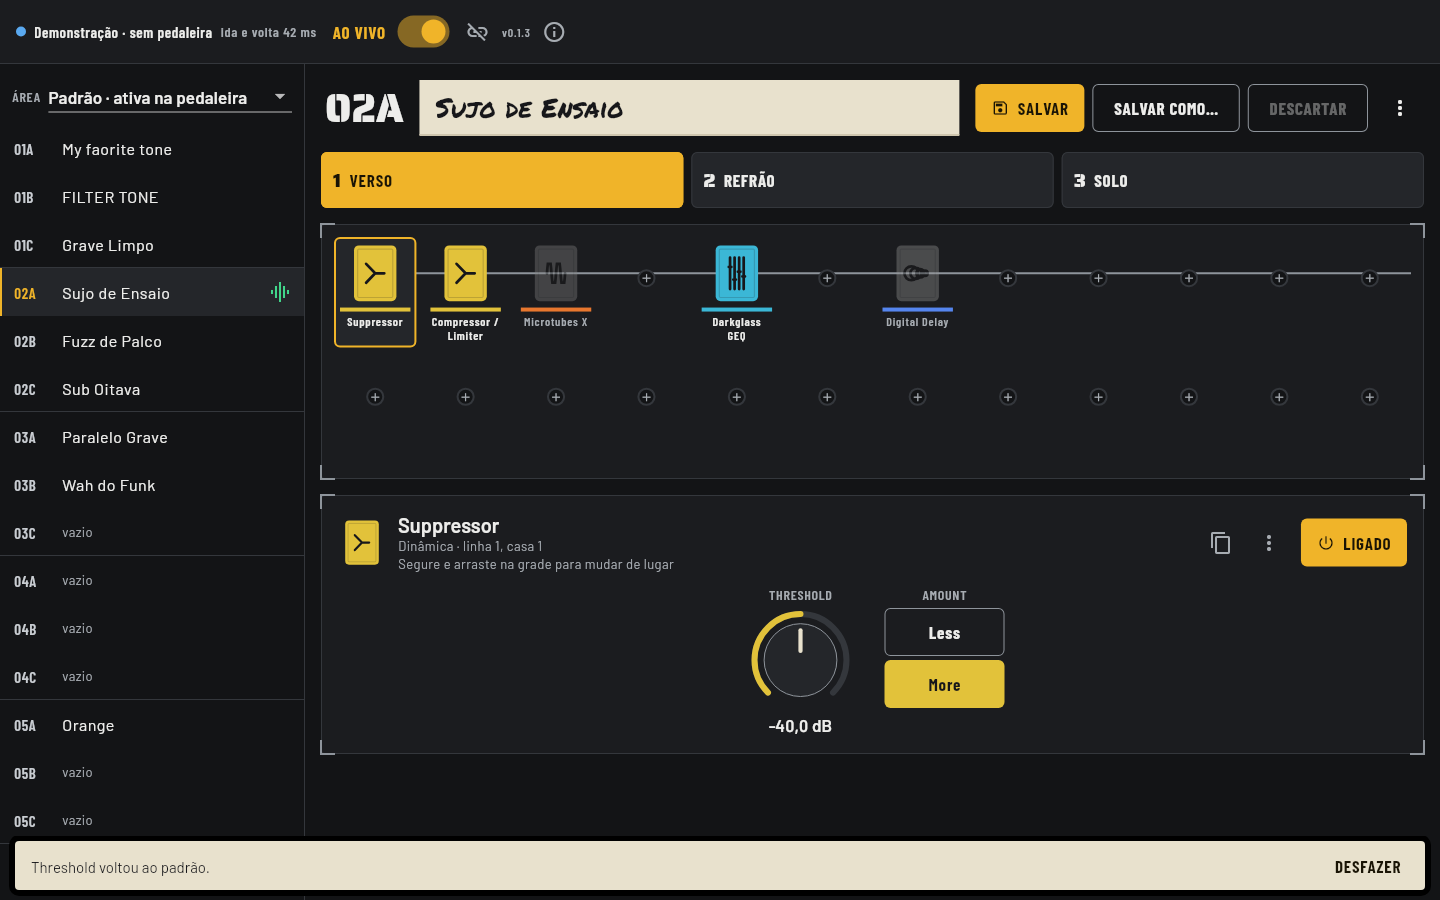 Demonstração · sem pedaleira Ida e volta 42 ms AO VIVO v0.1.3
ÁREA Padrão · ativa na pedaleira
01A My faorite tone
01B FILTER TONE
01C Grave Limpo
02A Sujo de Ensaio
02B Fuzz de Palco
02C Sub Oitava
03A Paralelo Grave
03B Wah do Funk
03C vazio
04A vazio
04B vazio
04C vazio
05A Orange
05B vazio
05C vazio
02A Sujo de Ensaio SALVAR SALVAR COMO... DESCARTAR
1 VERSO 2 REFRÃO 3 SOLO
Suppressor Compressor / Limiter Microtubes X Darkglass GEQ Digital Delay
Suppressor
Dinâmica · linha 1, casa 1
Segure e arraste na grade para mudar de lugar
LIGADO
THRESHOLD AMOUNT
Less
More
-40,0 dB
Threshold voltou ao padrão. DESFAZER